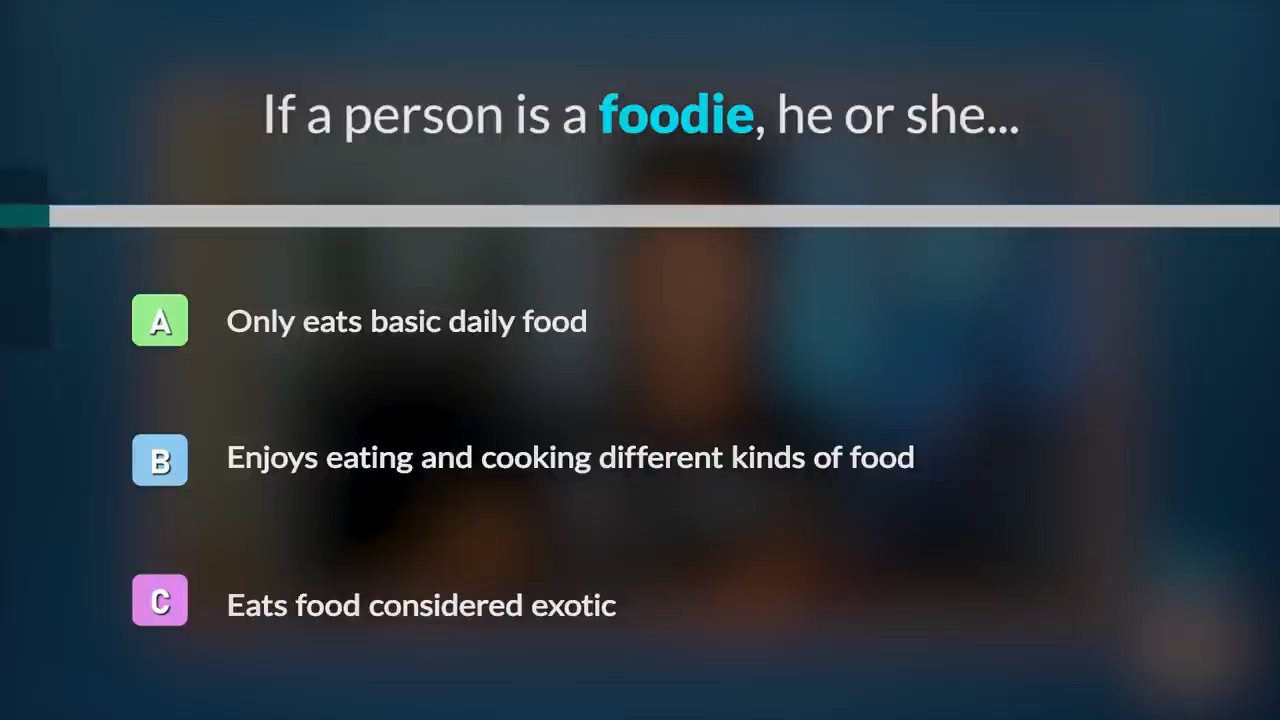 If a person is a foodie, he or she...
A Only eats basic daily food
B Enjoys eating and cooking different kinds of food
C Eats food considered exotic